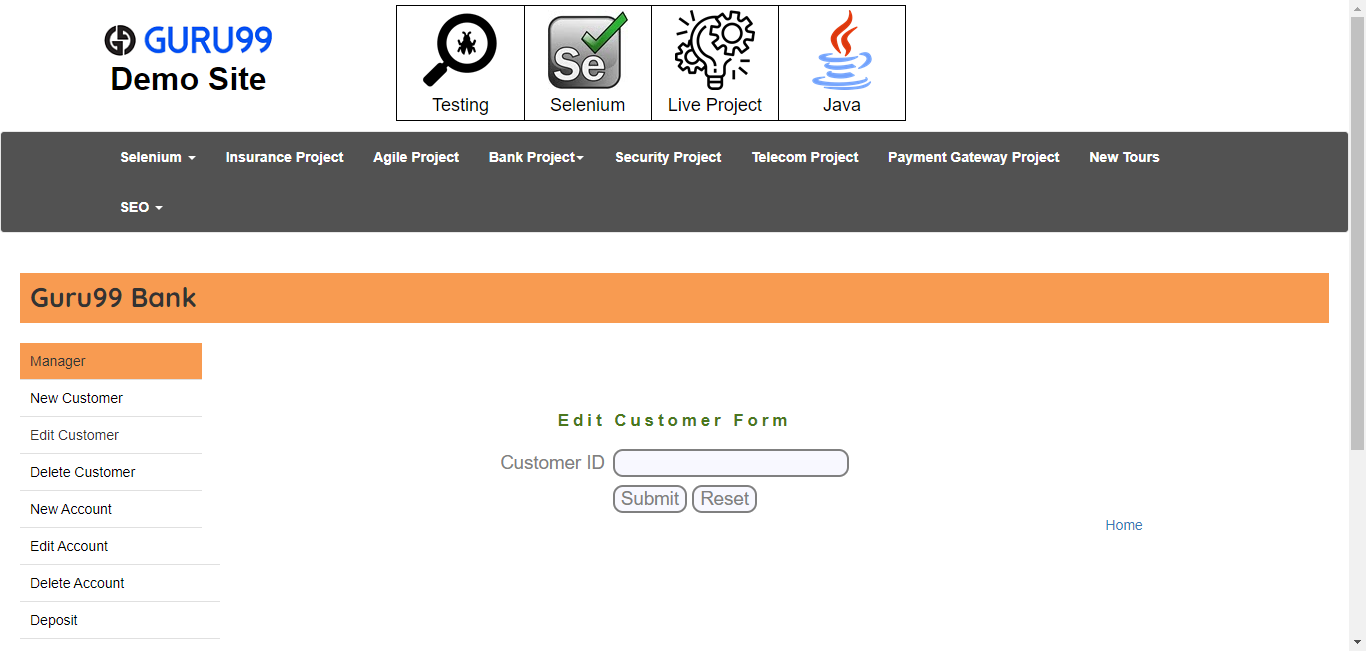 GURU99
Demo Site
Se
Testing Selenium Live Project Java
Selenium Insurance Project Agile Project Bank Project Security Project Telecom Project Payment Gateway Project New Tours
SEO
Guru99 Bank
Manager
New Customer
Edit Customer
Delete Customer
New Account
Edit Account
Delete Account
Deposit
Edit Customer Form
Customer ID
Submit Reset
Home